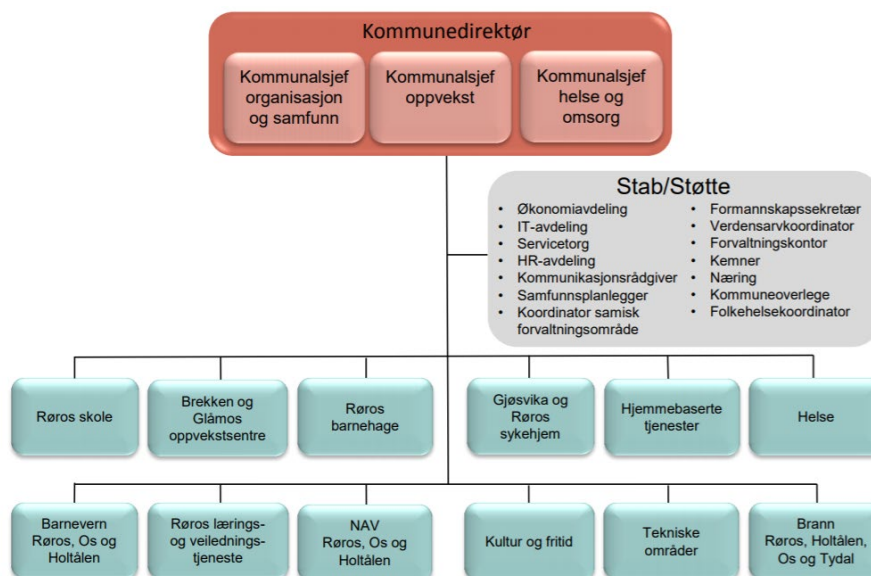 Kommunedirektør
Kommunalsjef
organisasjon
og samfunn
Kommunalsjef
oppvekst
Kommunalsjef
helse og
omsorg
Stab/Støtte
• Økonomiavdeling
• IT-avdeling
• Servicetorg
• HR-avdeling
• Kommunikasjonsrådgiver
• Samfunnsplanlegger
• Koordinator samisk
forvaltningsområde
• Formannskapssekretær
• Verdensarvkoordinator
• Forvaltningskontor
• Kemner
• Næring
• Kommuneoverlege
• Folkehelsekoordinator
Røros skole
Brekken og
Glåmos
oppvekstsentre
Røros
barnehage
Gjøsvika og
Røros
sykehjem
Hjemmebaserte
tjenester
Helse
Barnevern
Røros, Os og
Holtålen
Røros lærings-
og veilednings-
tjeneste
NAV
Røros, Os og
Holtålen
Kultur og fritid
Tekniske
områder
Brann
Røros, Holtålen,
Os og Tydal